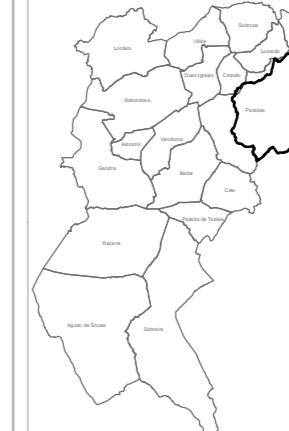 Sobrosa
Vilela
Lordelo
Louredo
Duas Igrejas
Cristelo
Rebordosa
Paredes
Vandoma
Astromil
Gandra
Baltar
Cete
Parada de Todeia
Recarei
Aguiar de Sousa
Sobreira